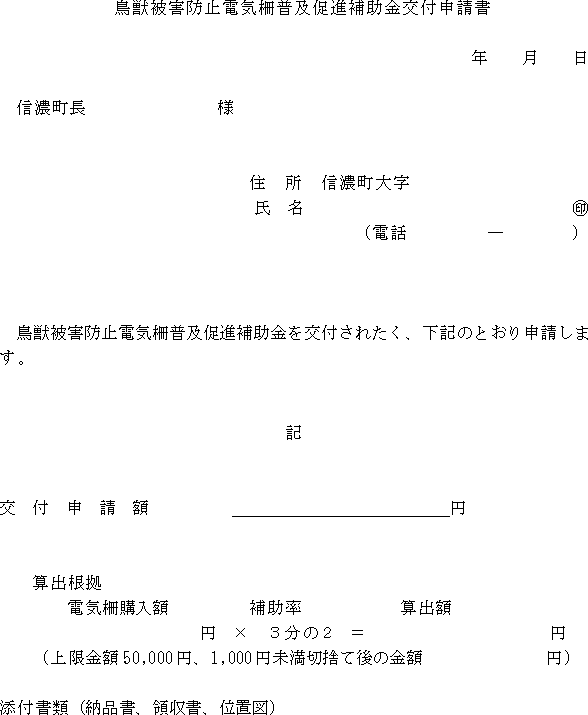 鳥獣被害防止電気柵普及促進補助金交付申請書
年　　月　　日
信濃町長　　　　　　　　様
住　所　信濃町大字
氏　名　　　　　　　　　　　　　　　　㊞
（電話　　　　　―　　　　）
鳥獣被害防止電気柵普及促進補助金を交付されたく、下記のとおり申請しま
す。
記
交　付　申　請　額　　　　　＿＿＿＿＿＿＿＿＿＿＿＿＿円
算出根拠
電気柵購入額　　　　　補助率　　　　　　算出額
円　×　３分の２　＝　　　　　　　　　　　円
（上限金額50,000円、1,000円未満切捨て後の金額　　　　　　　円）
添付書類（納品書、領収書、位置図）